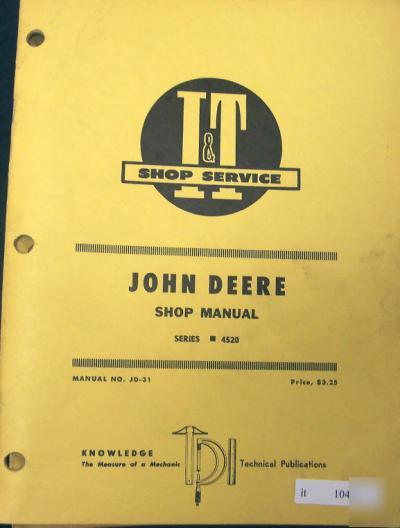 I&T
SHOP SERVICE
JOHN DEERE
SHOP MANUAL
SERIES ■ 4520
MANUAL NO. JD-31
Price, $3.25
KNOWLEDGE
The Measure of a Mechanic
Technical Publications
it 104